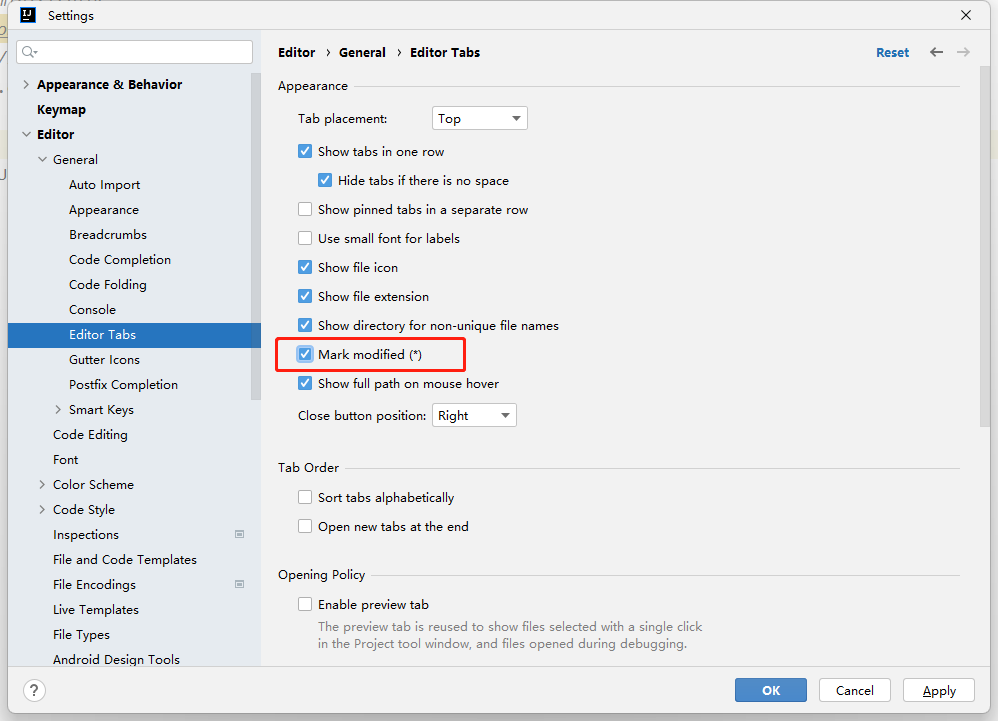 IJ
Settings
Editor › General › Editor Tabs
Reset
Appearance & Behavior
Keymap
Editor
General
Auto Import
Appearance
Breadcrumbs
Code Completion
Code Folding
Console
Editor Tabs
Gutter Icons
Postfix Completion
Smart Keys
Code Editing
Font
Color Scheme
Code Style
Inspections
File and Code Templates
File Encodings
Live Templates
File Types
Android Design Tools
Appearance
Tab placement: Top
Show tabs in one row
Hide tabs if there is no space
Show pinned tabs in a separate row
Use small font for labels
Show file icon
Show file extension
Show directory for non-unique file names
Mark modified (*)
Show full path on mouse hover
Close button position: Right
Tab Order
Sort tabs alphabetically
Open new tabs at the end
Opening Policy
Enable preview tab
The preview tab is reused to show files selected with a single click
in the Project tool window, and files opened during debugging.
?
OK Cancel Apply